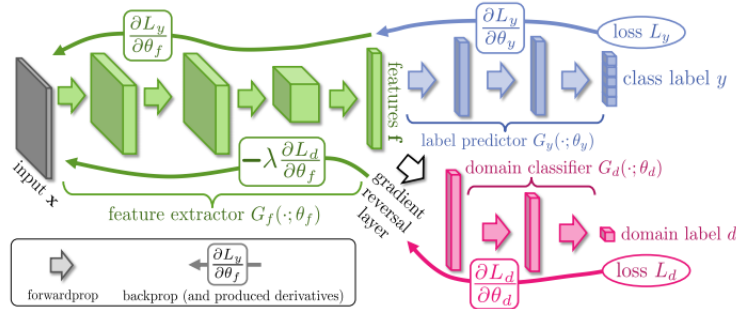 ∂L_y/∂θ_f
∂L_y/∂θ_y
loss L_y
features f
class label y
label predictor G_y(·;θ_y)
input x
−λ ∂L_d/∂θ_f
feature extractor G_f(·;θ_f)
gradient
reversal
layer
domain classifier G_d(·;θ_d)
domain label d
∂L_d/∂θ_d
loss L_d
∂L_y/∂θ_f
forwardprop
backprop (and produced derivatives)